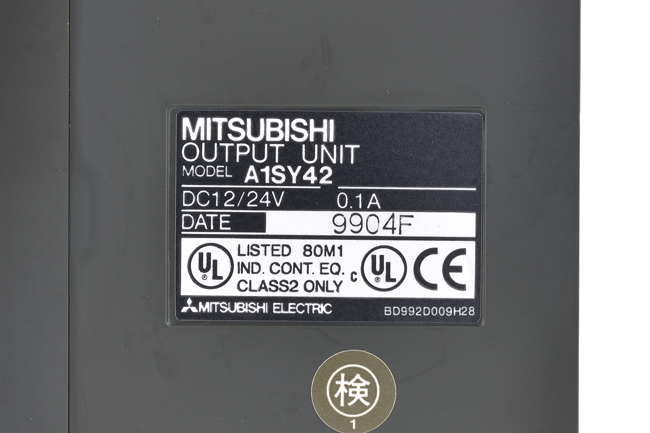 MITSUBISHI
OUTPUT UNIT
MODEL A1SY42
DC12/24V 0.1A
DATE 9904F
UL LISTED 80M1 c UL CE
IND. CONT. EQ.
CLASS2 ONLY
MITSUBISHI ELECTRIC BD992D009H28
検
1